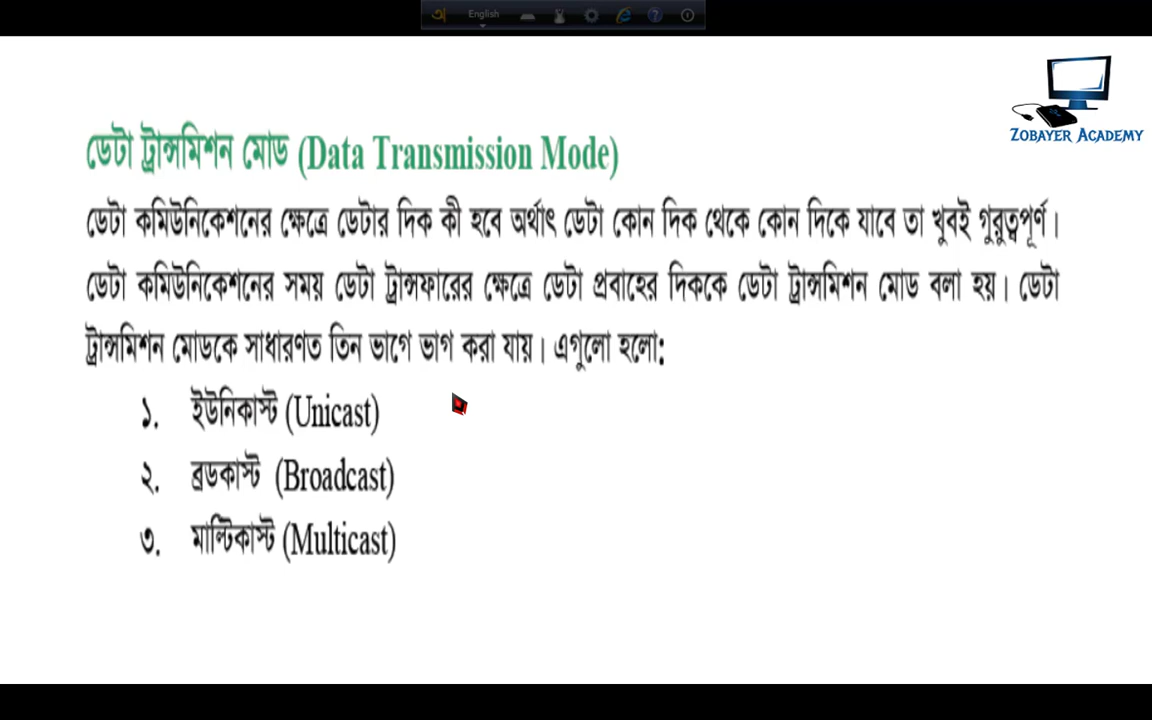 English
ZOBAYER ACADEMY
ডেটা ট্রান্সমিশন মোড (Data Transmission Mode)
ডেটা কমিউনিকেশনের ক্ষেত্রে ডেটার দিক কী হবে অর্থাৎ ডেটা কোন দিক থেকে কোন দিকে যাবে তা খুবই গুরুত্বপূর্ণ।
ডেটা কমিউনিকেশনের সময় ডেটা ট্রান্সফারের ক্ষেত্রে ডেটা প্রবাহের দিককে ডেটা ট্রান্সমিশন মোড বলা হয়। ডেটা
ট্রান্সমিশন মোডকে সাধারণত তিন ভাগে ভাগ করা যায়। এগুলো হলো:
১. ইউনিকাস্ট (Unicast)
২. ব্রডকাস্ট (Broadcast)
৩. মাল্টিকাস্ট (Multicast)